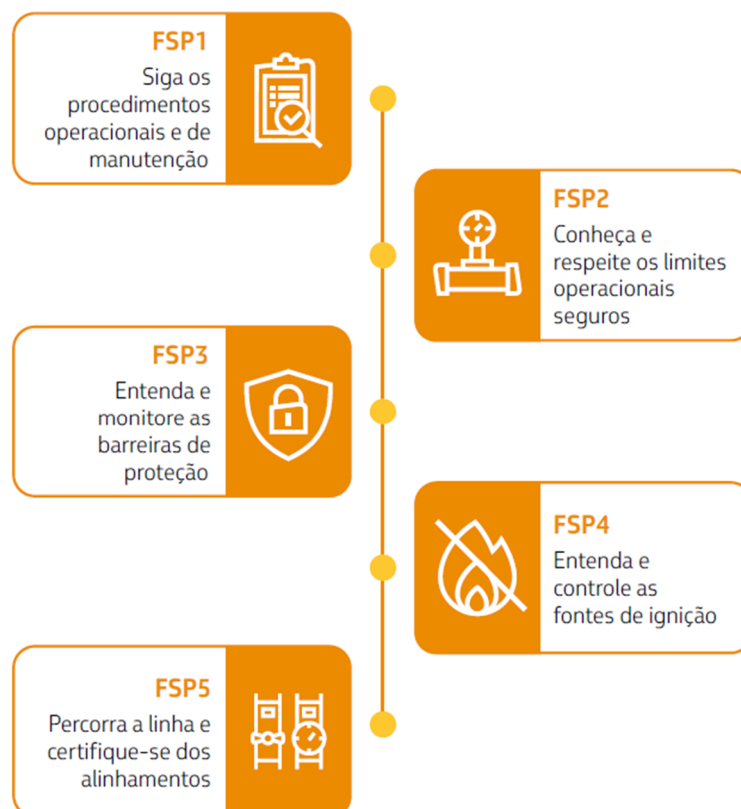 FSP1
Siga os
procedimentos
operacionais e de
manutenção
FSP2
Conheça e
respeite os limites
operacionais
seguros
FSP3
Entenda e
monitore as
barreiras de
proteção
FSP4
Entenda e
controle as
fontes de ignição
FSP5
Percorra a linha e
certifique-se dos
alinhamentos